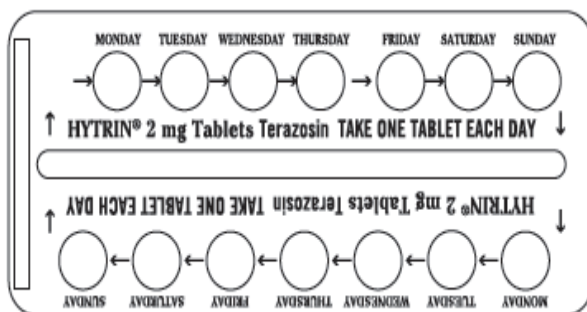 MONDAY TUESDAY WEDNESDAY THURSDAY FRIDAY SATURDAY SUNDAY
HYTRIN® 2 mg Tablets Terazosin TAKE ONE TABLET EACH DAY
HYTRIN® 2 mg Tablets Terazosin TAKE ONE TABLET EACH DAY
MONDAY TUESDAY WEDNESDAY THURSDAY FRIDAY SATURDAY SUNDAY